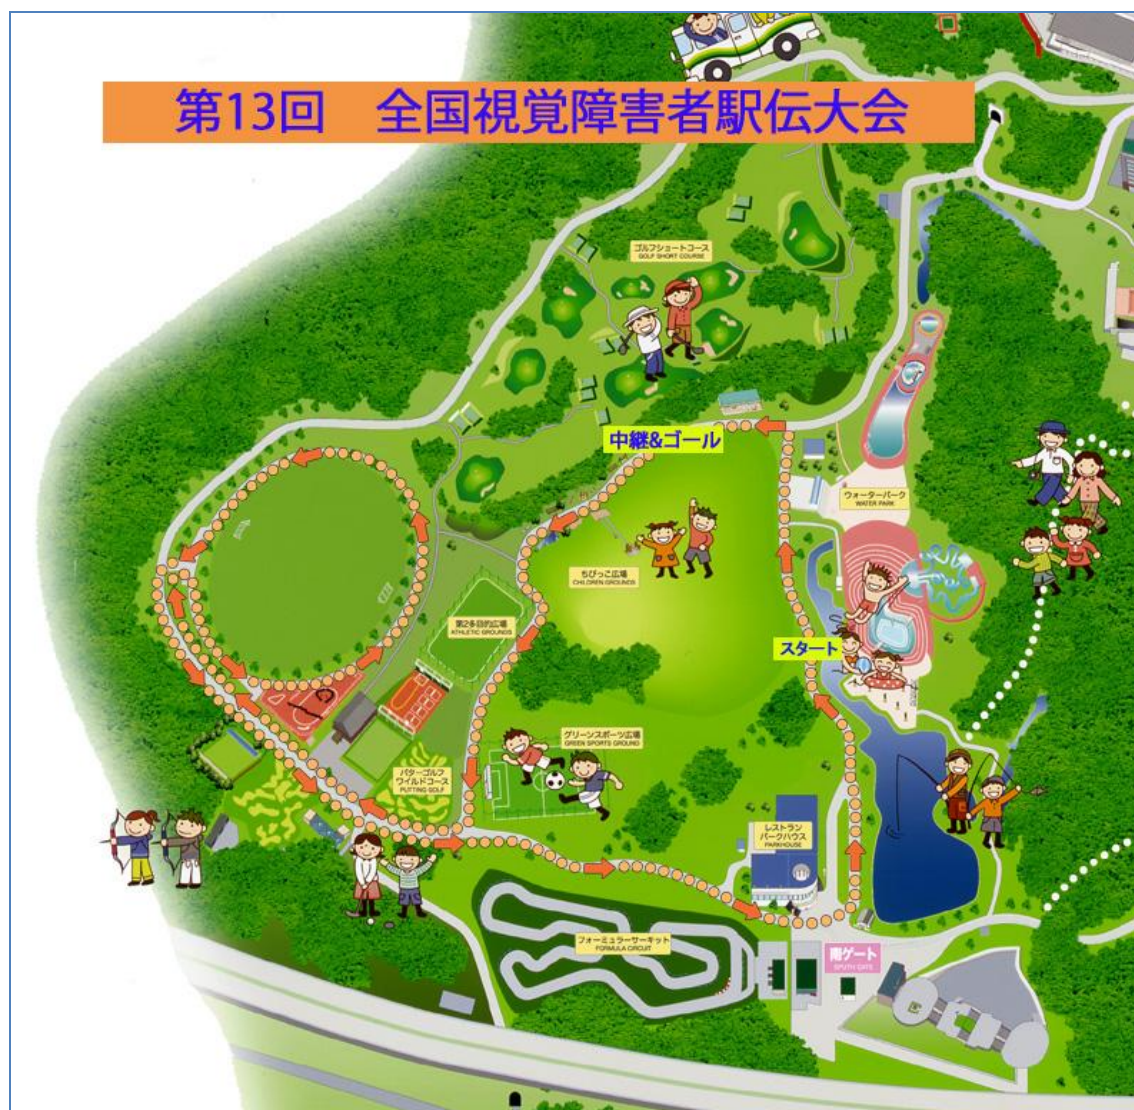 第13回 全国視覚障害者駅伝大会
ゴルフショートコース
GOLF SHORT COURSE
中継&ゴール
ウォーターパーク
WATER PARK
ちびっこ広場
CHILDREN GROUNDS
第2多目的広場
ATHLETIC GROUNDS
スタート
グリーンスポーツ広場
GREEN SPORTS GROUND
パターゴルフ
ワイルドコース
PUTTING GOLF
レストラン
パークハウス
PARKHOUSE
フォーミュラーサーキット
FORMULA CIRCUIT
南ゲート
SOUTH GATE